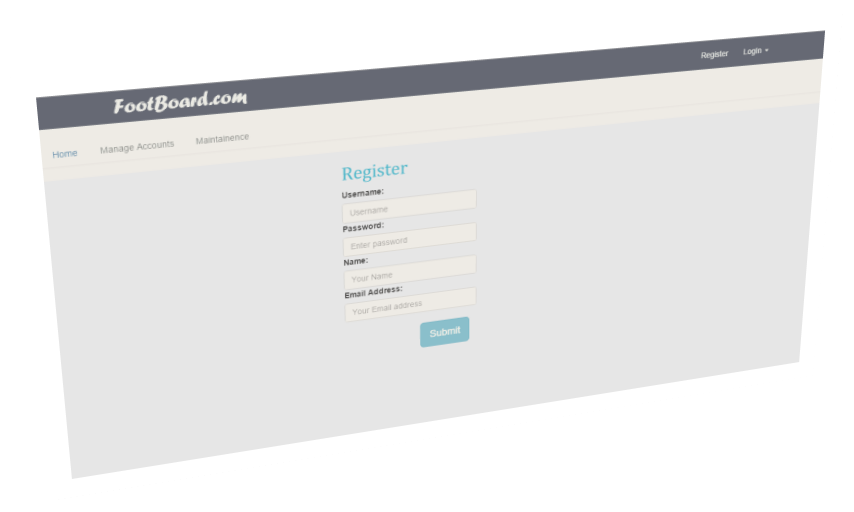 FootBoard.com
Register
Login
Home
Manage Accounts
Maintainence
Register
Username:
Username
Password:
Enter password
Name:
Your Name
Email Address:
Your Email address
Submit